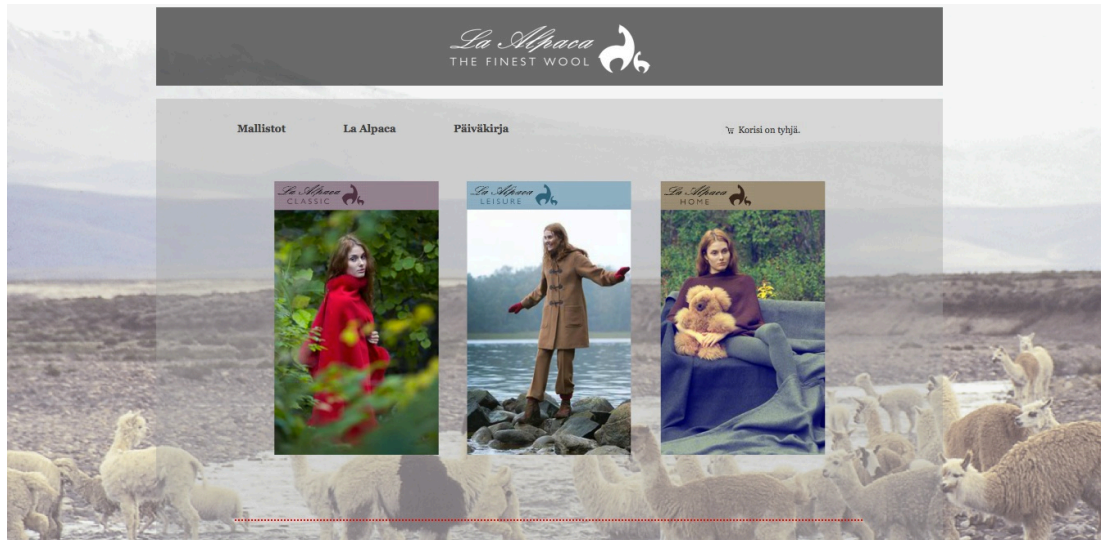 La Alpaca
THE FINEST WOOL
Mallistot La Alpaca Päiväkirja Korisi on tyhjä.
La Alpaca
CLASSIC
La Alpaca
LEISURE
La Alpaca
HOME